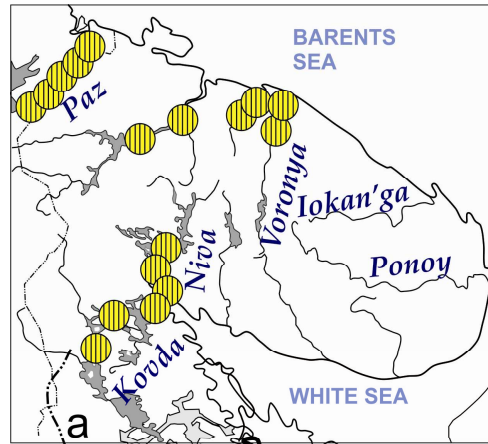 BARENTS
SEA
Paz
Voronya
Iokan'ga
Niva
Ponoy
Kovda
WHITE SEA
a